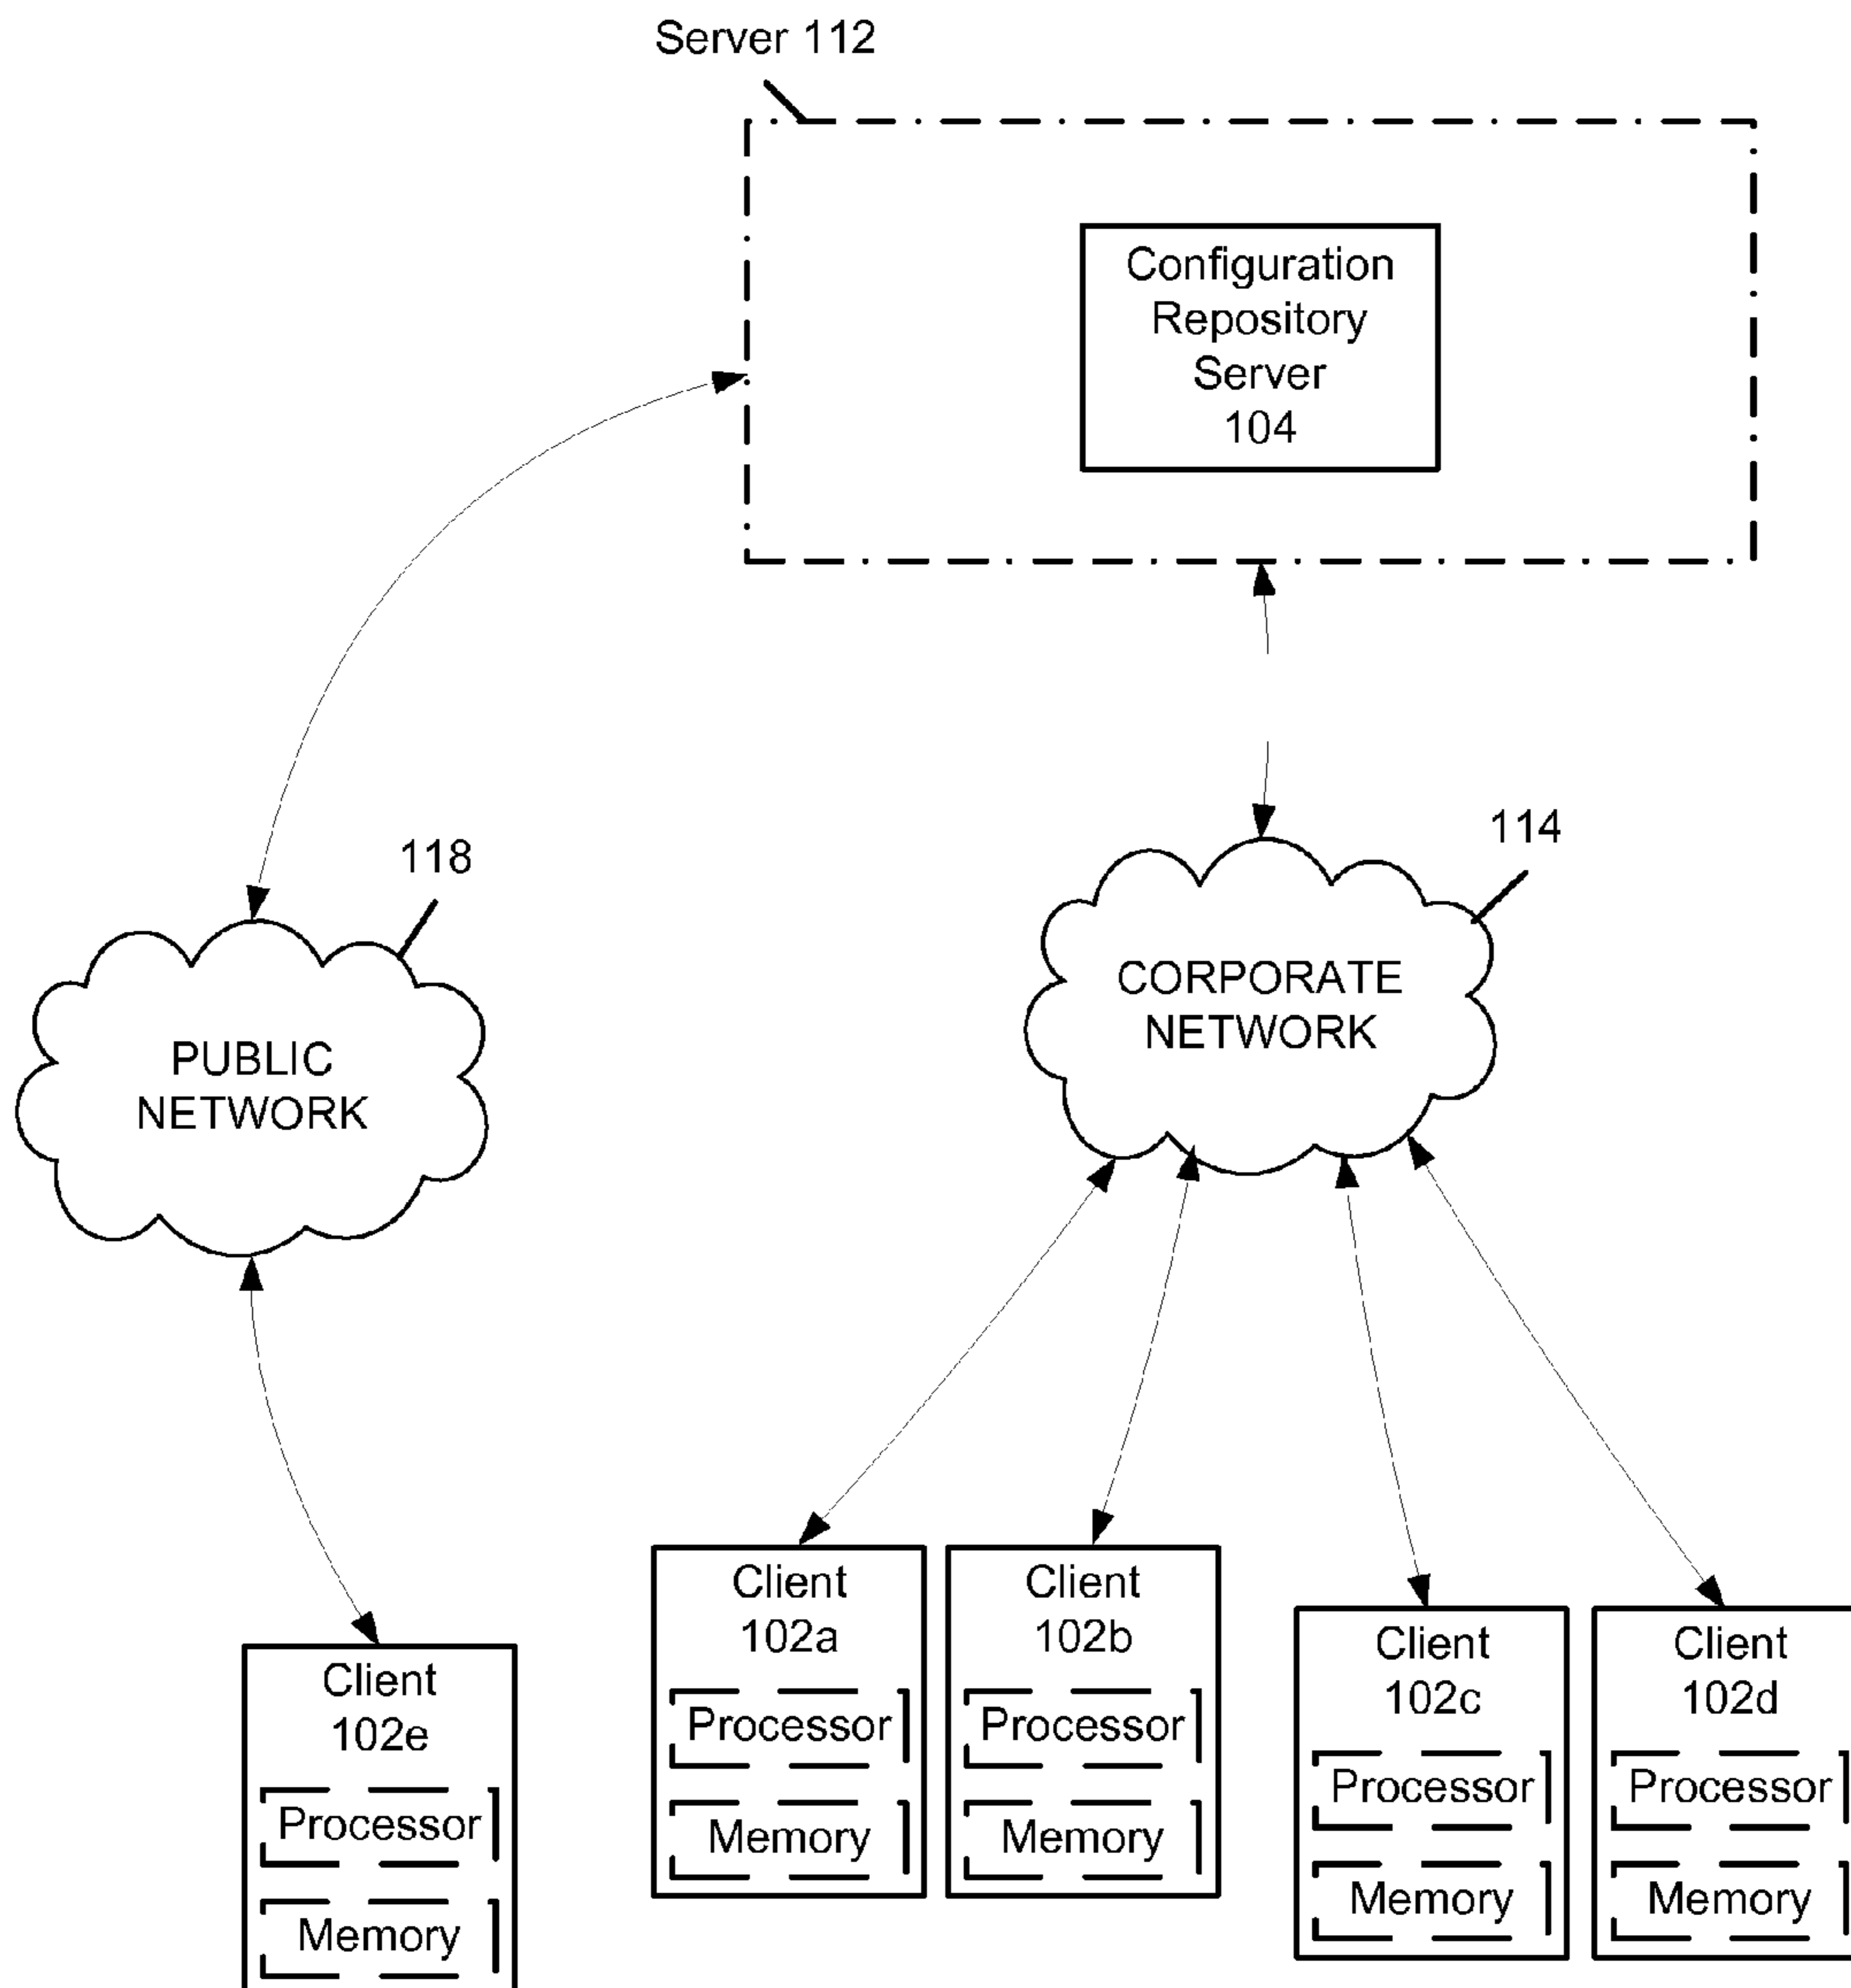 Server 112
Configuration
Repository
Server
104
118
114
PUBLIC
NETWORK
CORPORATE
NETWORK
Client
102e
Processor
Memory
Client
102a
Processor
Memory
Client
102b
Processor
Memory
Client
102c
Processor
Memory
Client
102d
Processor
Memory